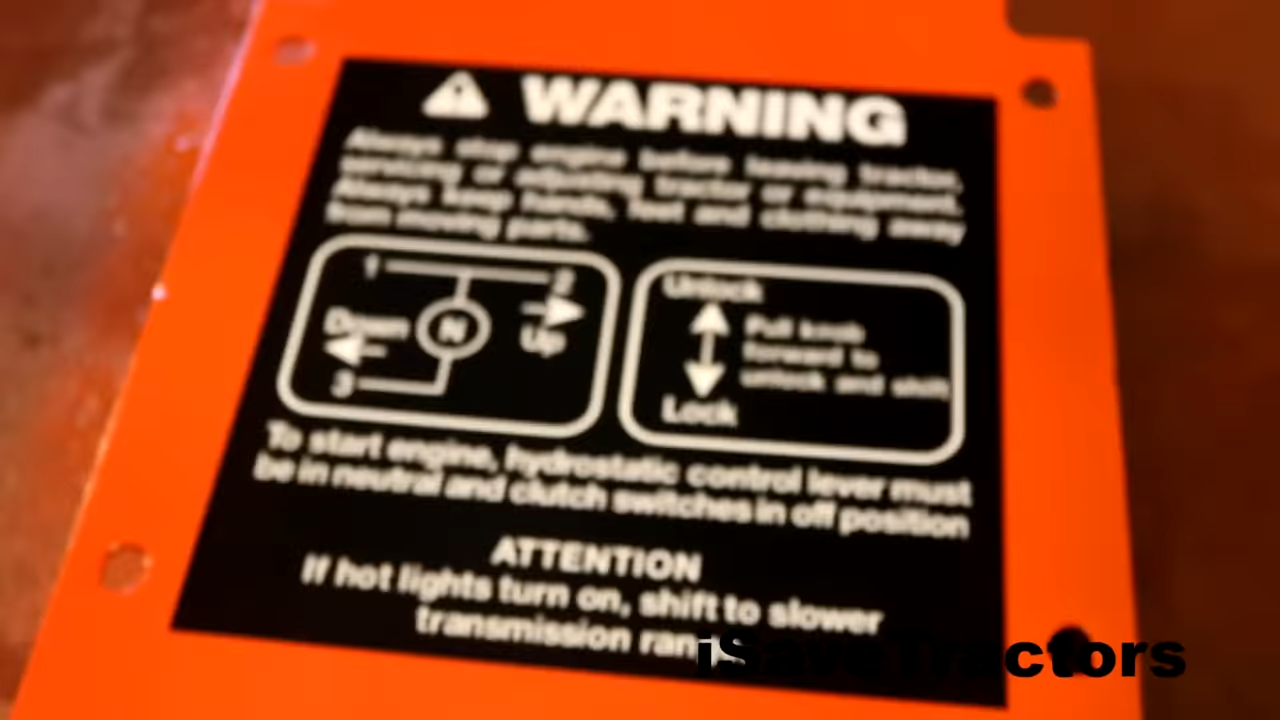 WARNING
Always stop engine before leaving tractor,
servicing or adjusting tractor or equipment.
Always keep hands, feet and clothing away
from moving parts.
1 2
Down N Up
3
Unlock
Pull knob
forward to
unlock and shift
Lock
To start engine, hydrostatic control lever must
be in neutral and clutch switches in off position
ATTENTION
If hot lights turn on, shift to slower
transmission
iSaveTractors